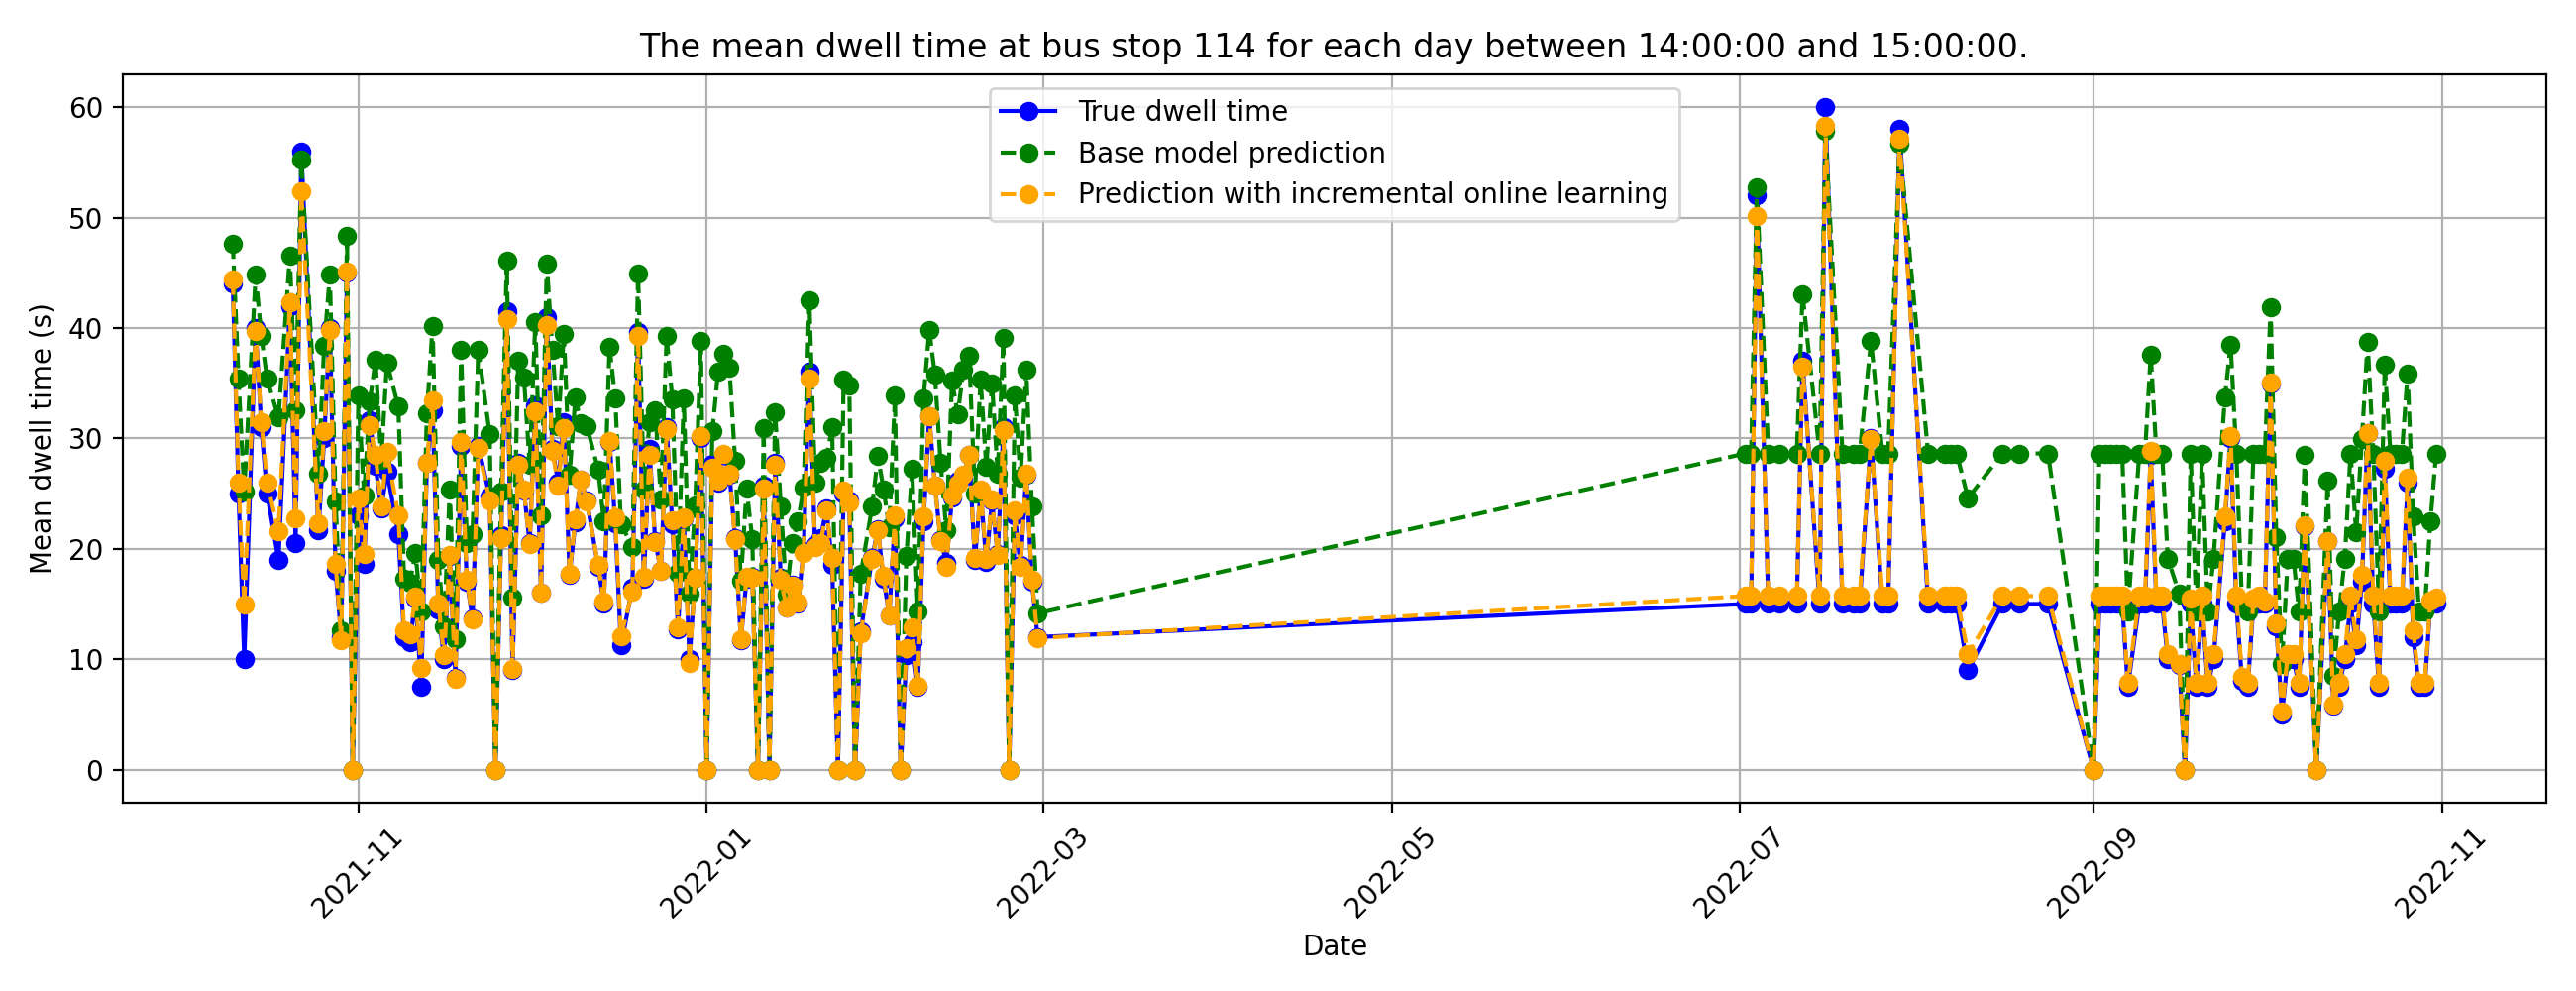 The mean dwell time at bus stop 114 for each day between 14:00:00 and 15:00:00.
True dwell time
Base model prediction
Prediction with incremental online learning
Mean dwell time (s)
60
50
40
30
20
10
0
2021-11
2022-01
2022-03
2022-05
2022-07
2022-09
2022-11
Date